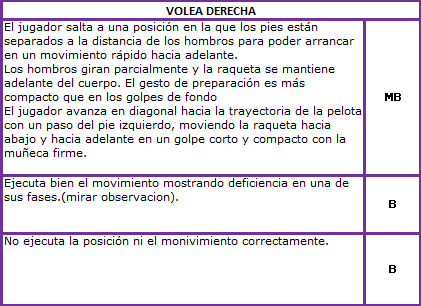 VOLEA DERECHA
El jugador salta a una posición en la que los pies están
separados a la distancia de los hombros para poder arrancar
en un movimiento rápido hacia adelante.
Los hombros giran parcialmente y la raqueta se mantiene
adelante del cuerpo. El gesto de preparación es más
compacto que en los golpes de fondo
El jugador avanza en diagonal hacia la trayectoria de la pelota
con un paso del pie izquierdo, moviendo la raqueta hacia
abajo y hacia adelante en un golpe corto y compacto con la
muñeca firme.
MB
Ejecuta bien el movimiento mostrando deficiencia en una de
sus fases.(mirar observacion).
B
No ejecuta la posición ni el monivimiento correctamente.
B